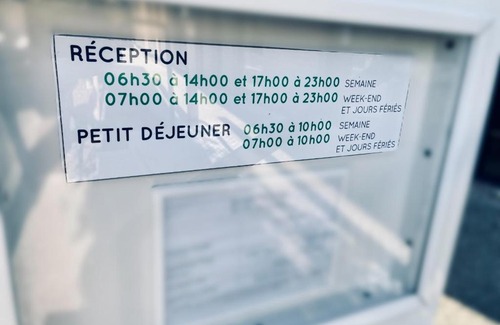 RÉCEPTION
06h30 à 14h00 et 17h00 à 23h00 SEMAINE
07h00 à 14h00 et 17h00 à 23h00 WEEK-END
ET JOURS FÉRIÉS
PETIT DÉJEUNER 06h30 à 10h00 SEMAINE
07h00 à 10h00 WEEK-END
ET JOURS FÉRIÉS